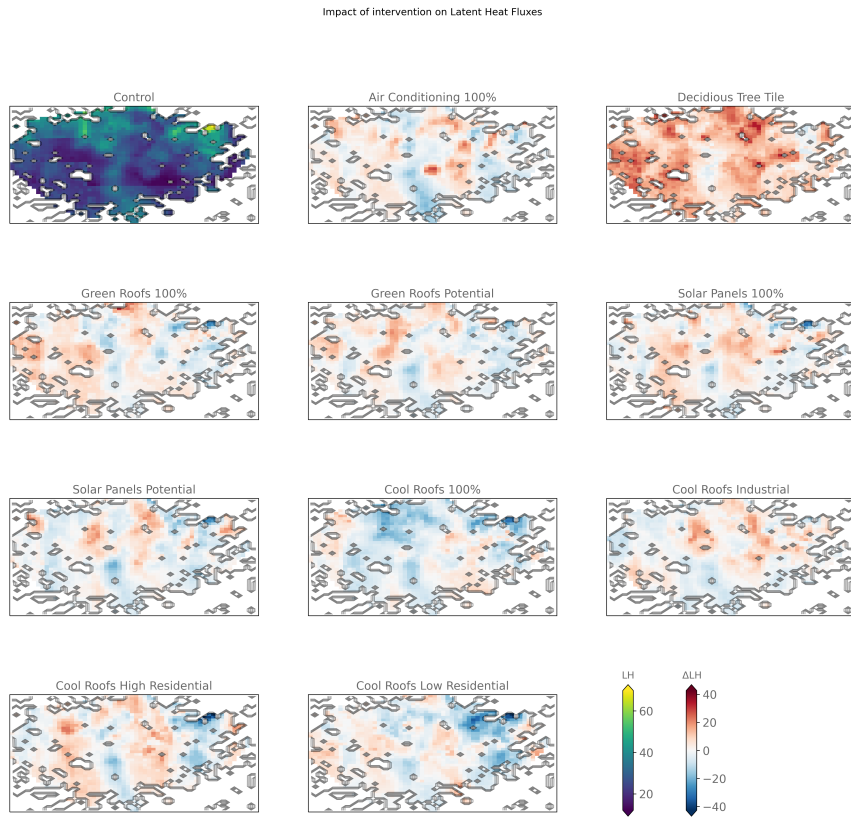 Impact of intervention on Latent Heat Fluxes
Control
Air Conditioning 100%
Decidious Tree Tile
Green Roofs 100%
Green Roofs Potential
Solar Panels 100%
Solar Panels Potential
Cool Roofs 100%
Cool Roofs Industrial
Cool Roofs High Residential
Cool Roofs Low Residential
LH
60
40
20
ΔLH
40
20
0
−20
−40